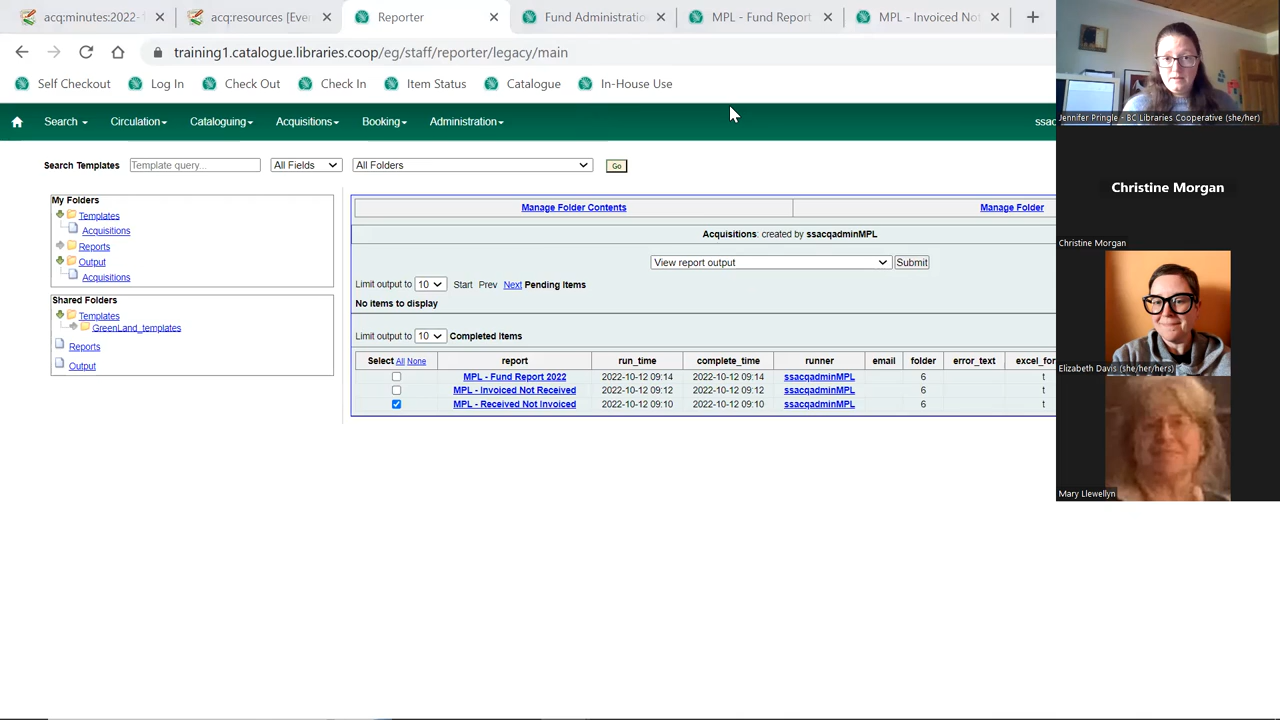 acq:minutes:2022-1
acq:resources [Ever
Reporter
Fund Administratio
MPL - Fund Report
MPL - Invoiced No
training1.catalogue.libraries.coop/eg/staff/reporter/legacy/main
Self Checkout
Log In
Check Out
Check In
Item Status
Catalogue
In-House Use
Search
Circulation
Cataloguing
Acquisitions
Booking
Administration
ssac
Search Templates
Template query...
All Fields
All Folders
Go
My Folders
Templates
Acquisitions
Reports
Output
Acquisitions
Shared Folders
Templates
GreenLand_templates
Reports
Output
Manage Folder Contents
Manage Folder
Acquisitions: created by ssacqadminMPL
View report output
Submit
Limit output to 10 Start Prev Next Pending Items
No items to display
Limit output to 10 Completed Items
Select All None report run_time complete_time runner email folder error_text excel_for
MPL - Fund Report 2022 2022-10-12 09:14 2022-10-12 09:14 ssacqadminMPL 6 t
MPL - Invoiced Not Received 2022-10-12 09:12 2022-10-12 09:12 ssacqadminMPL 6 t
MPL - Received Not Invoiced 2022-10-12 09:10 2022-10-12 09:10 ssacqadminMPL 6 t
Jennifer Pringle - BC Libraries Cooperative (she/her)
Christine Morgan
Christine Morgan
Elizabeth Davis (she/her/hers)
Mary Llewellyn